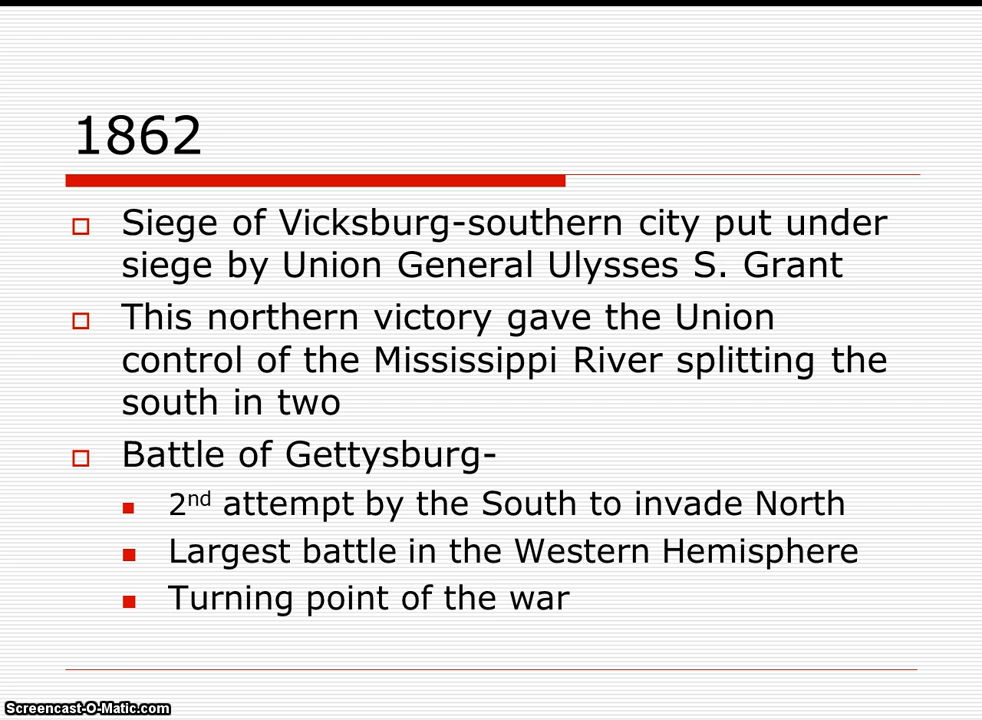 1862
Siege of Vicksburg-southern city put under
siege by Union General Ulysses S. Grant
This northern victory gave the Union
control of the Mississippi River splitting the
south in two
Battle of Gettysburg-
2nd attempt by the South to invade North
Largest battle in the Western Hemisphere
Turning point of the war
Screencast-O-Matic.com